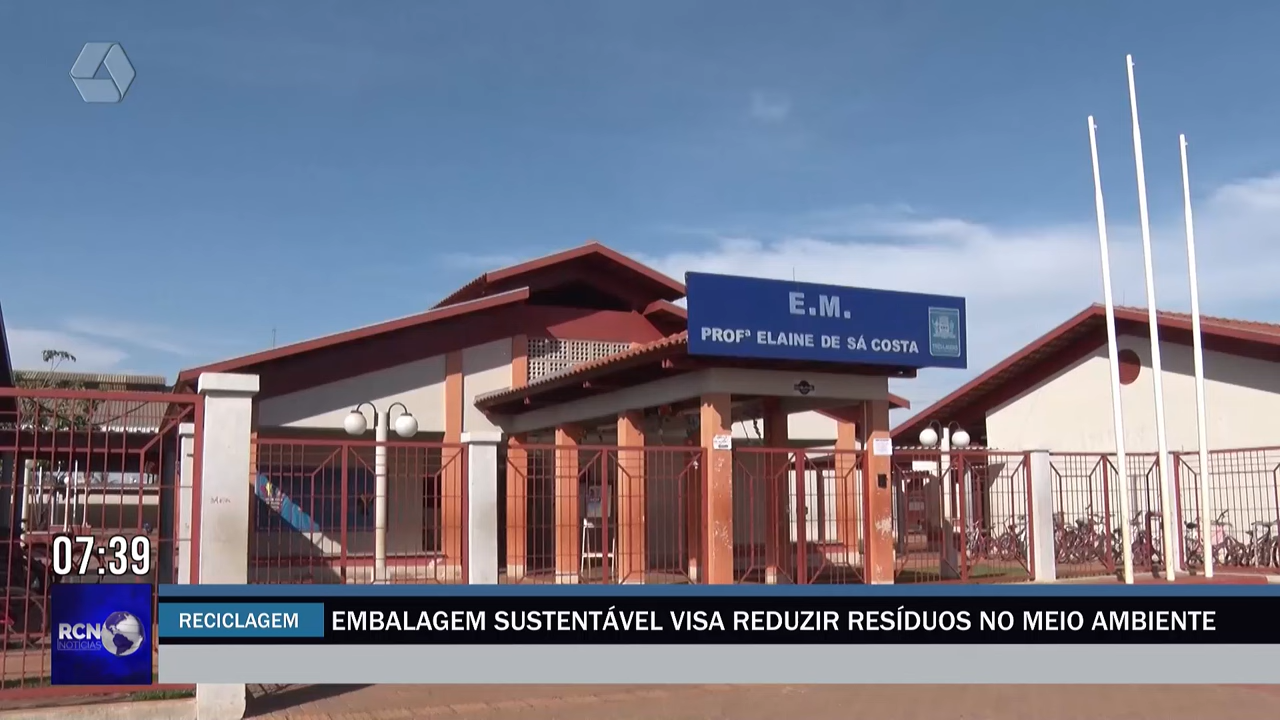 E.M.
PROFª ELAINE DE SÁ COSTA
07:39
RCN
NOTÍCIAS
RECICLAGEM
EMBALAGEM SUSTENTÁVEL VISA REDUZIR RESÍDUOS NO MEIO AMBIENTE